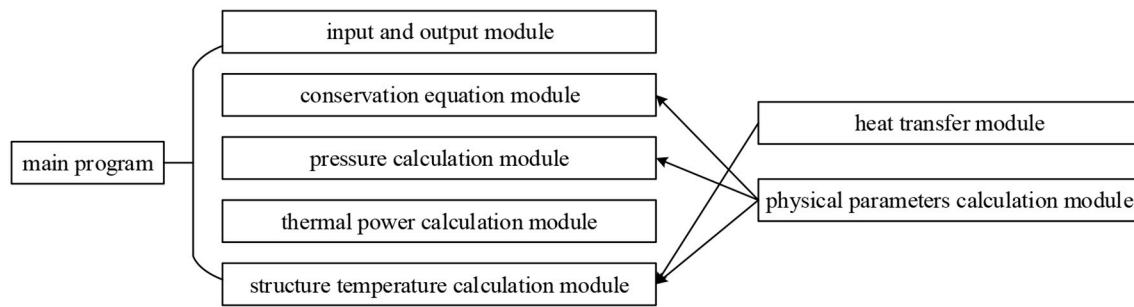 input and output module
conservation equation module
heat transfer module
main program
pressure calculation module
physical parameters calculation module
thermal power calculation module
structure temperature calculation module